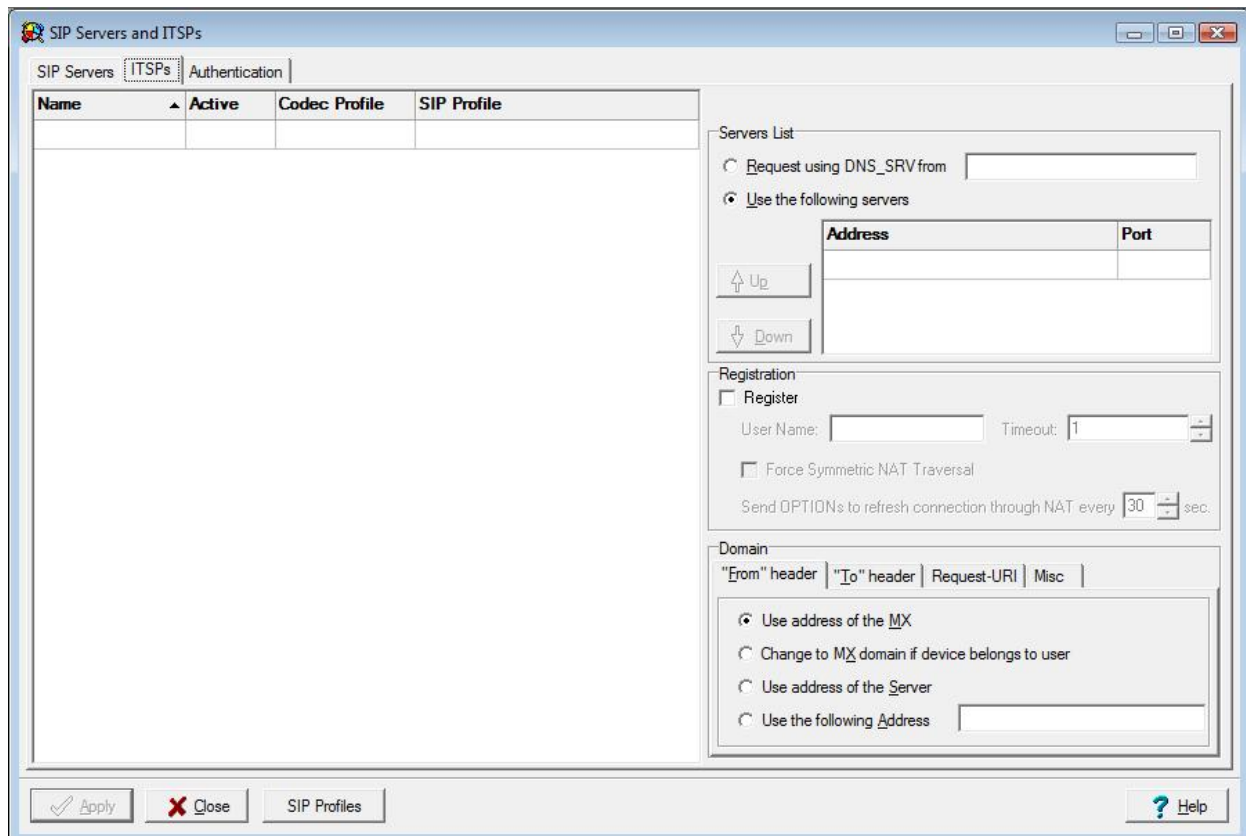 SIP Servers and ITSPs
SIP Servers ITSPs Authentication
Name Active Codec Profile SIP Profile
Servers List
Request using DNS_SRV from
Use the following servers
Address Port
Up
Down
Registration
Register
User Name: Timeout: 1
Force Symmetric NAT Traversal
Send OPTIONs to refresh connection through NAT every 30 sec.
Domain
"From" header "To" header Request-URI Misc
Use address of the MX
Change to MX domain if device belongs to user
Use address of the Server
Use the following Address
Apply Close SIP Profiles ? Help